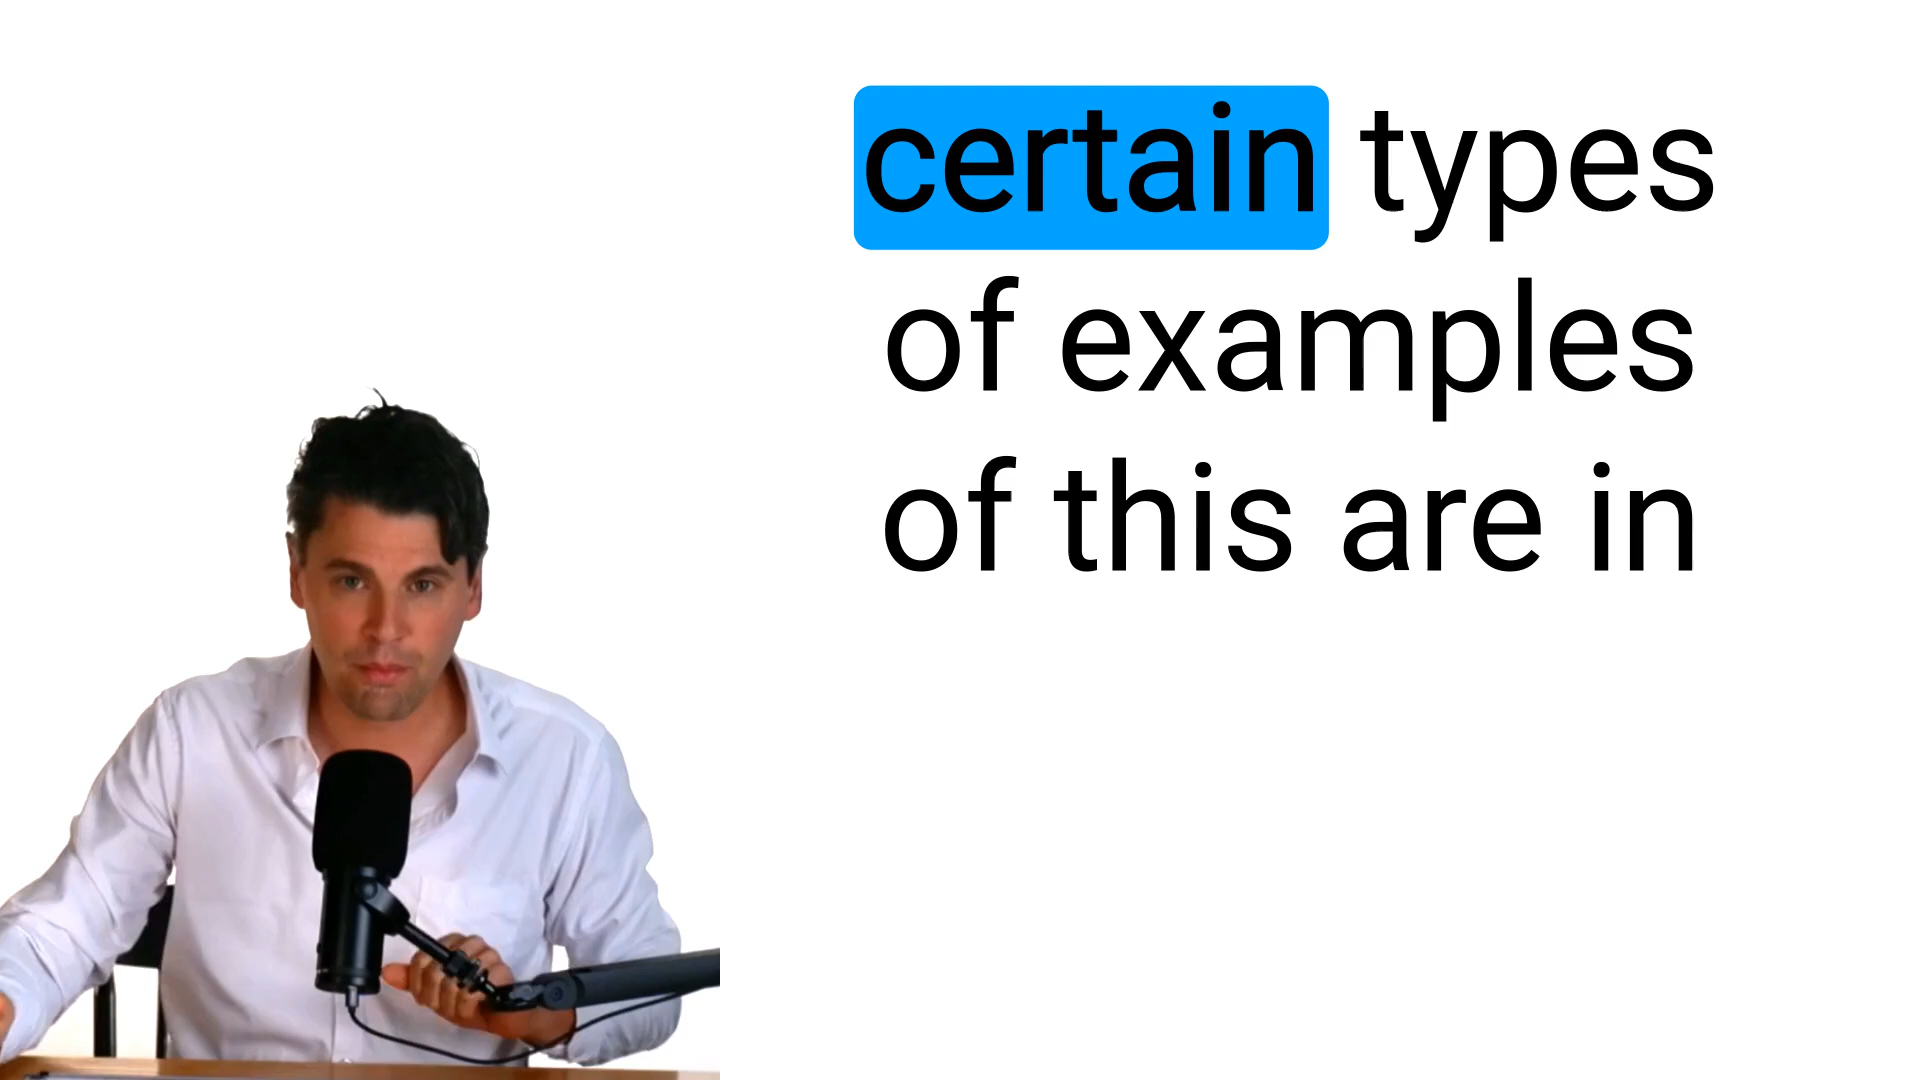 certain types
of examples
of this are in